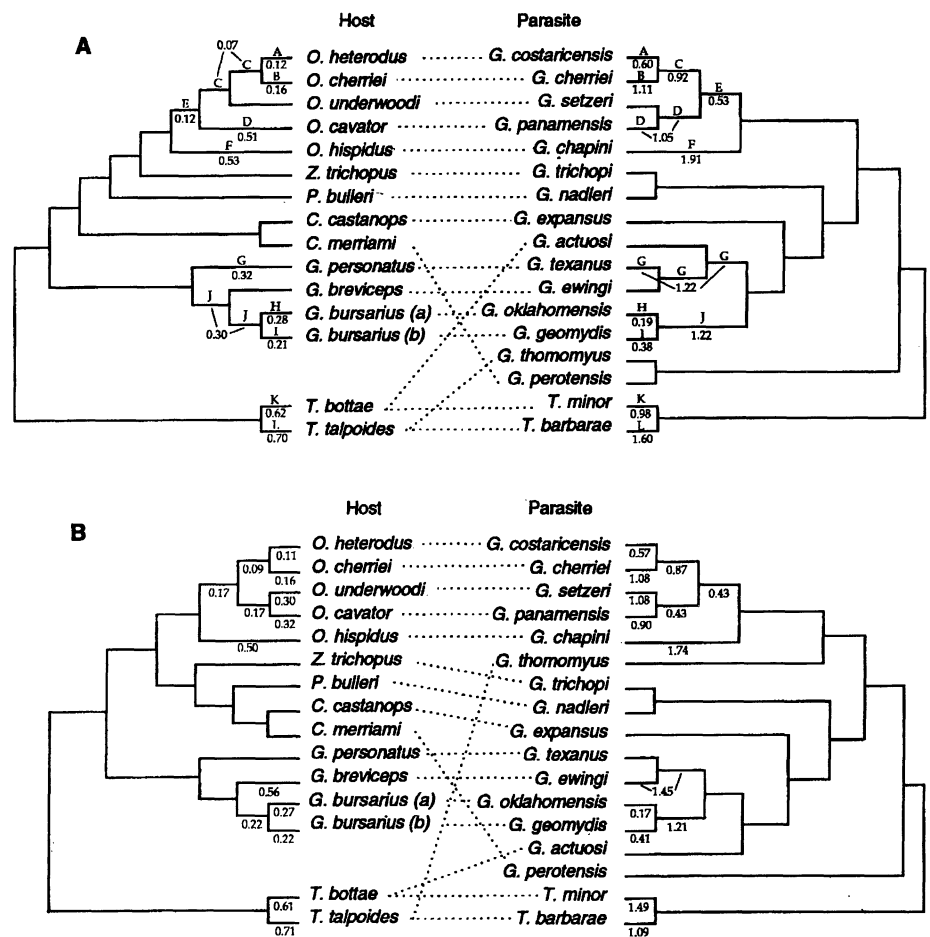 Host Parasite
A
O. heterodus G. costaricensis
O. cherriei G. cherriei
O. underwoodi G. setzeri
O. cavator G. panamensis
O. hispidus G. chapini
Z. trichopus G. trichopi
P. bulleri G. nadleri
C. castanops G. expansus
C. merriami G. actuosi
G. personatus G. texanus
G. breviceps G. ewingi
G. bursarius (a) G. oklahomensis
G. bursarius (b) G. geomydis
G. thomomyus
G. perotensis
T. bottae T. minor
T. talpoides T. barbarae
0.07
A
0.12
C
B
0.16
C
E
0.12
D
0.51
F
0.53
G
0.32
J
H
0.28
J
I
0.21
0.30
K
0.62
L
0.70
A
0.60
C
0.92
B
1.11
E
0.53
D
D
1.05
F
1.91
G
G
G
1.22
H
0.19
J
1.22
I
0.38
K
0.98
L
1.60
Host Parasite
B
O. heterodus G. costaricensis
O. cherriei G. cherriei
O. underwoodi G. setzeri
O. cavator G. panamensis
O. hispidus G. chapini
Z. trichopus G. thomomyus
P. bulleri G. trichopi
C. castanops G. nadleri
C. merriami G. expansus
G. personatus G. texanus
G. breviceps G. ewingi
G. bursarius (a) G. oklahomensis
G. bursarius (b) G. geomydis
G. actuosi
G. perotensis
T. bottae T. minor
T. talpoides T. barbarae
0.11
0.09
0.16
0.17
0.30
0.17
0.32
0.50
0.56
0.27
0.22
0.22
0.61
0.71
0.57
0.87
1.08
0.43
1.08
0.43
0.90
1.74
1.45
0.17
1.21
0.41
1.49
1.09